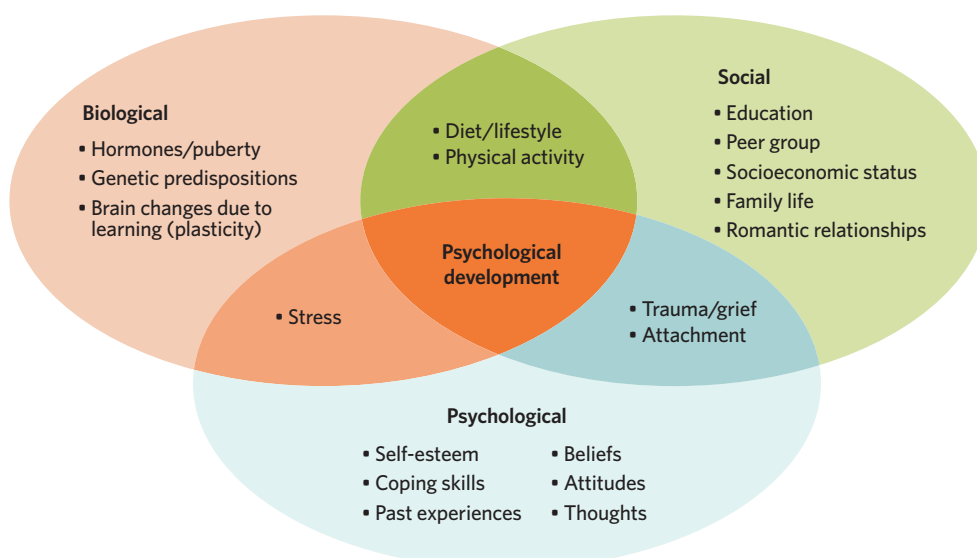 Biological
• Hormones/puberty
• Genetic predispositions
• Brain changes due to
learning (plasticity)
• Diet/lifestyle
• Physical activity
Social
• Education
• Peer group
• Socioeconomic status
• Family life
• Romantic relationships
Psychological
development
• Stress
• Trauma/grief
• Attachment
Psychological
• Self-esteem
• Coping skills
• Past experiences
• Beliefs
• Attitudes
• Thoughts